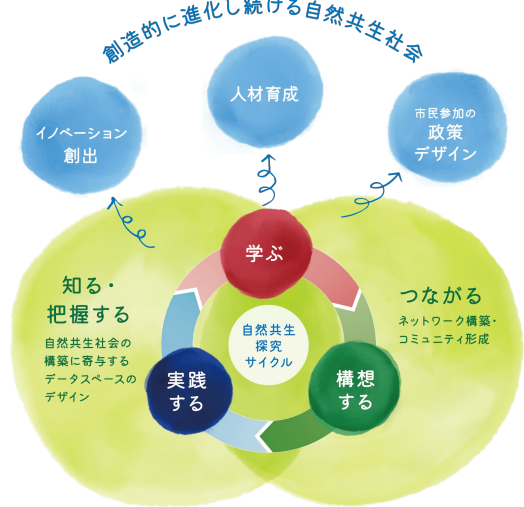 創造的に進化し続ける自然共生社会
イノベーション
創出
人材育成
市民参加の
政策
デザイン
学ぶ
知る・
把握する
自然共生社会の
構築に寄与する
データスペースの
デザイン
つながる
ネットワーク構築・
コミュニティ形成
自然共生
探究
サイクル
実践
する
構想
する